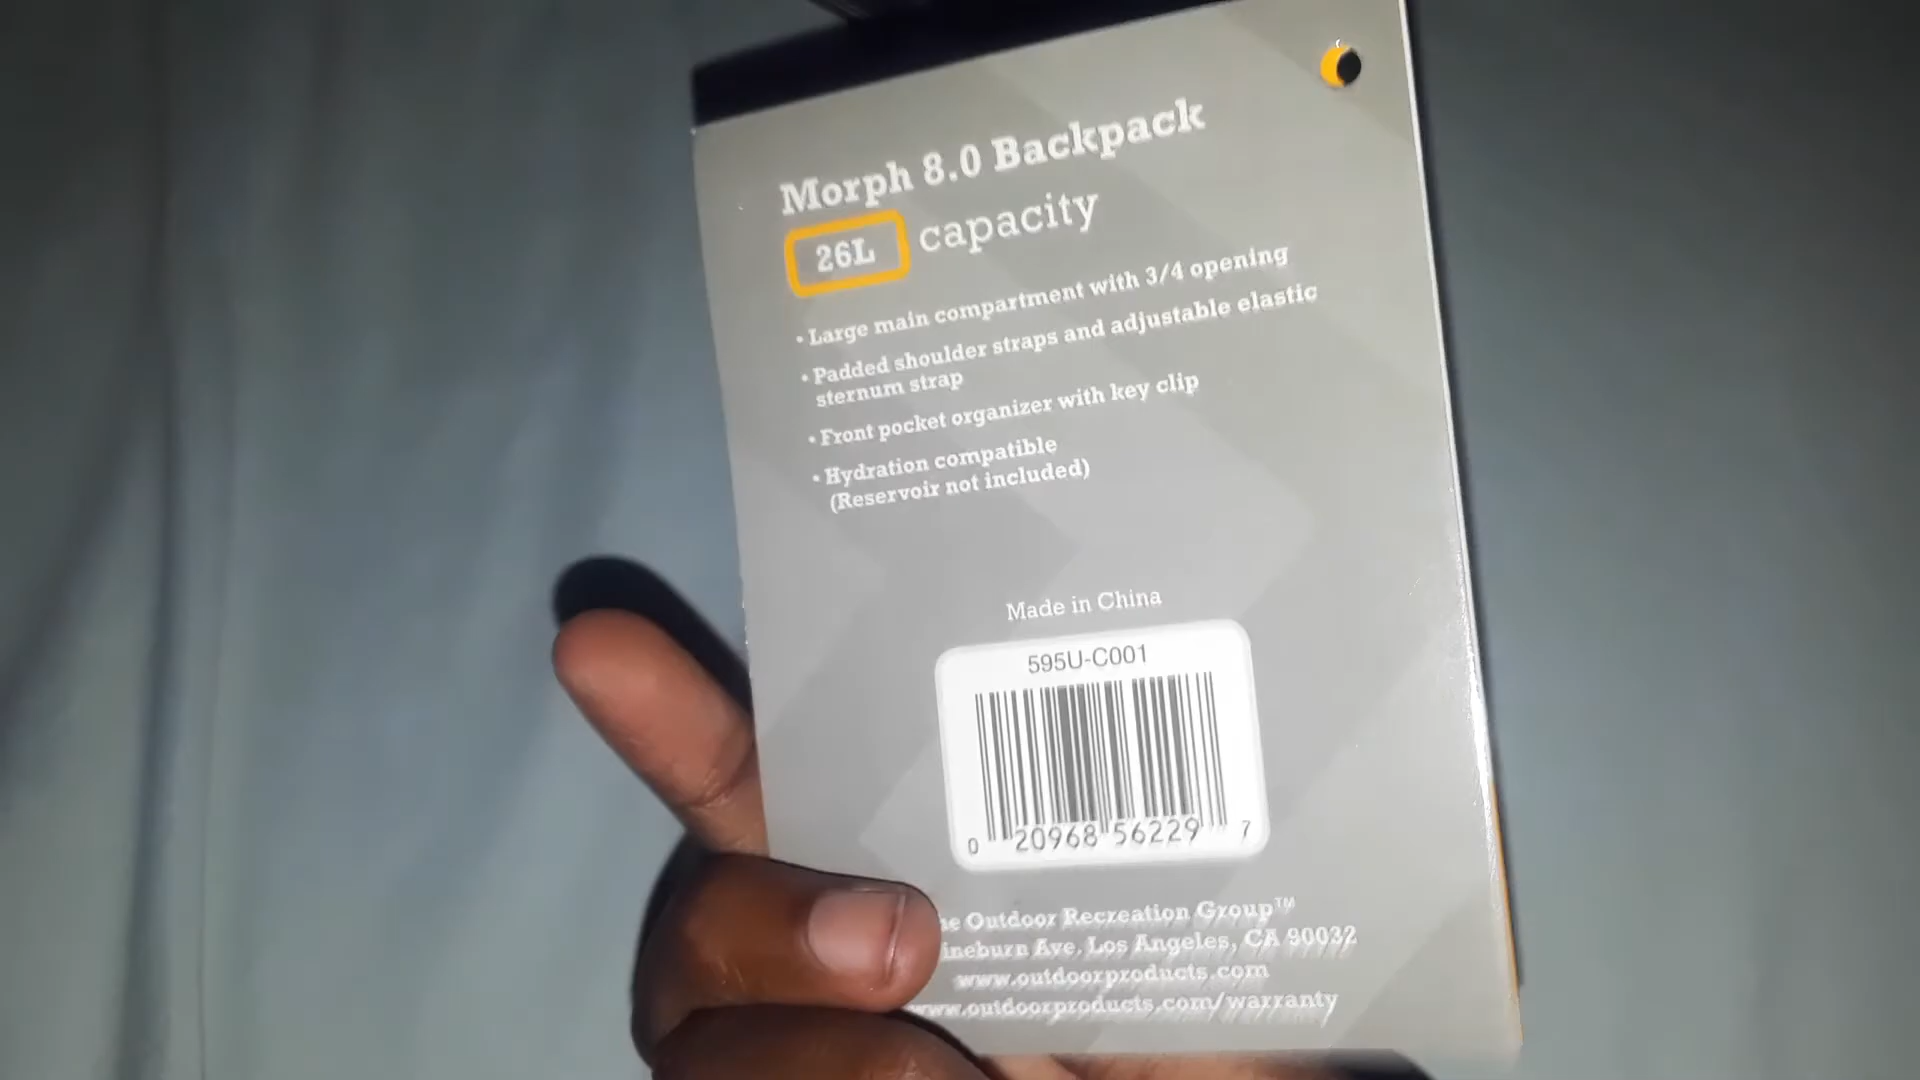 Morph 8.0 Backpack
26L capacity
• Large main compartment with 3/4 opening
• Padded shoulder straps and adjustable elastic
sternum strap
• Front pocket organizer with key clip
• Hydration compatible
(Reservoir not included)
Made in China
595U-C001
0 20968 56229 7
Outdoor Recreation Group™
Ave, Los Angeles, CA 90032
www.outdoorproducts.com
www.outdoorproducts.com/warranty